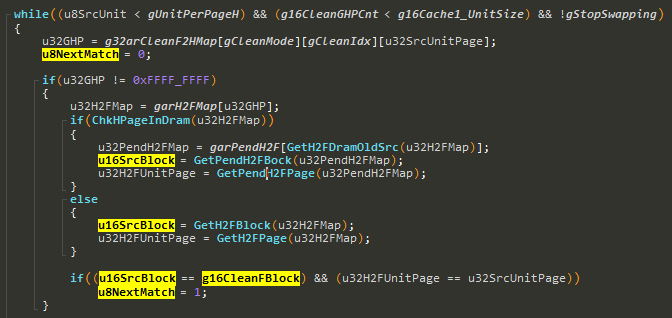 while((u8SrcUnit < gUnitPerPageH) && (g16CleanGHPCnt < g16Cache1_UnitSize) && !gStopSwapping)
{
u32GHP = g32arCleanF2HMap[gCleanMode][gCleanIdx][u32SrcUnitPage];
u8NextMatch = 0;
if(u32GHP != 0xFFFF_FFFF)
{
u32H2FMap = garH2FMap[u32GHP];
if(ChkHPageInDram(u32H2FMap))
{
u32PendH2FMap = garPendH2F[GetH2FDramOldSrc(u32H2FMap)];
u16SrcBlock = GetPendH2FBock(u32PendH2FMap);
u32H2FUnitPage = GetPendH2FPage(u32PendH2FMap);
}
else
{
u16SrcBlock = GetH2FBlock(u32H2FMap);
u32H2FUnitPage = GetH2FPage(u32H2FMap);
}
if((u16SrcBlock == g16CleanFBlock) && (u32H2FUnitPage == u32SrcUnitPage))
u8NextMatch = 1;
}